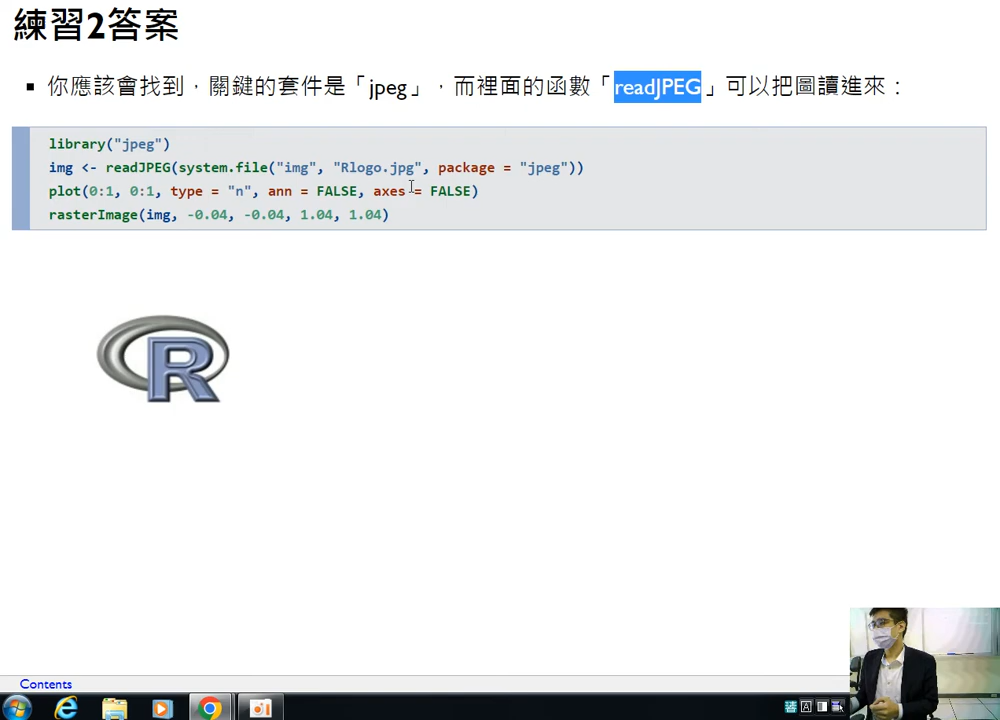 練習2答案
▪ 你應該會找到，關鍵的套件是「jpeg」，而裡面的函數「readJPEG」可以把圖讀進來：
library("jpeg")
img <- readJPEG(system.file("img", "Rlogo.jpg", package = "jpeg"))
plot(0:1, 0:1, type = "n", ann = FALSE, axes = FALSE)
rasterImage(img, -0.04, -0.04, 1.04, 1.04)
R
Contents
A